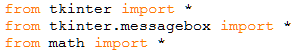 from tkinter import *
from tkinter.messagebox import *
from math import *